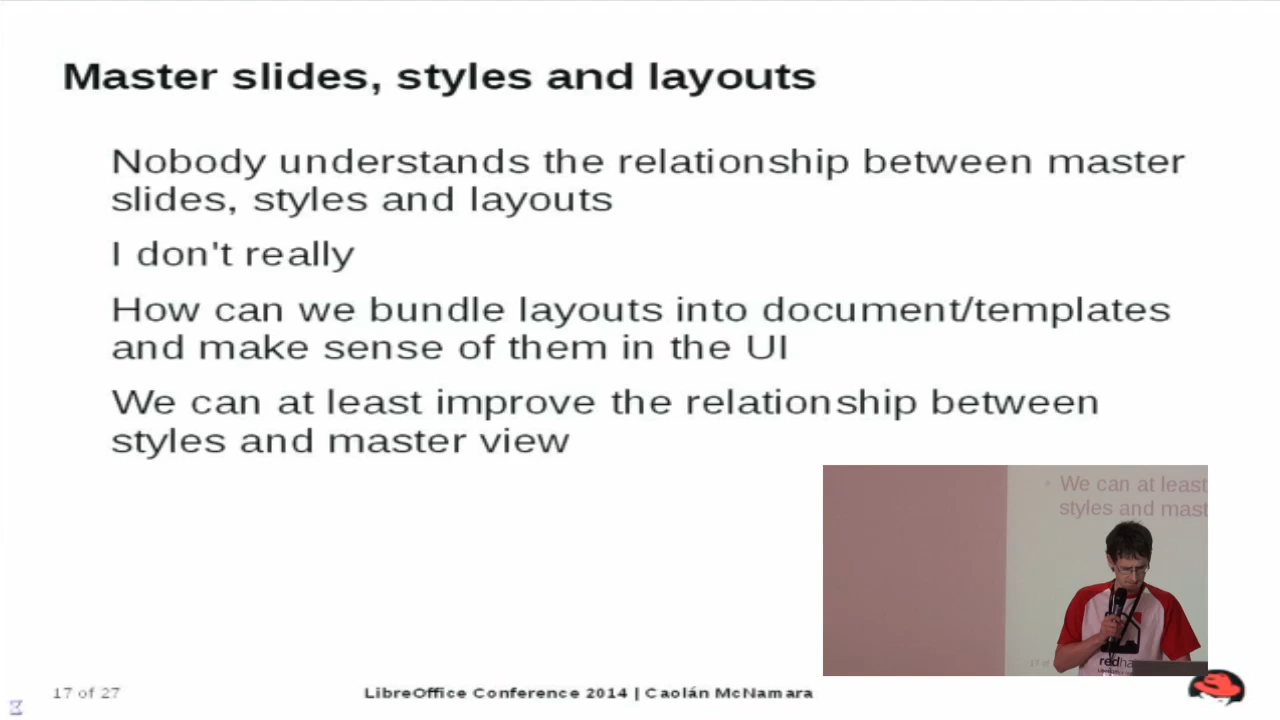 Master slides, styles and layouts
Nobody understands the relationship between master
slides, styles and layouts
I don't really
How can we bundle layouts into document/templates
and make sense of them in the UI
We can at least improve the relationship between
styles and master view
We can at least
styles and mast
redha
17 of 27
LibreOffice Conference 2014 | Caolán McNamara